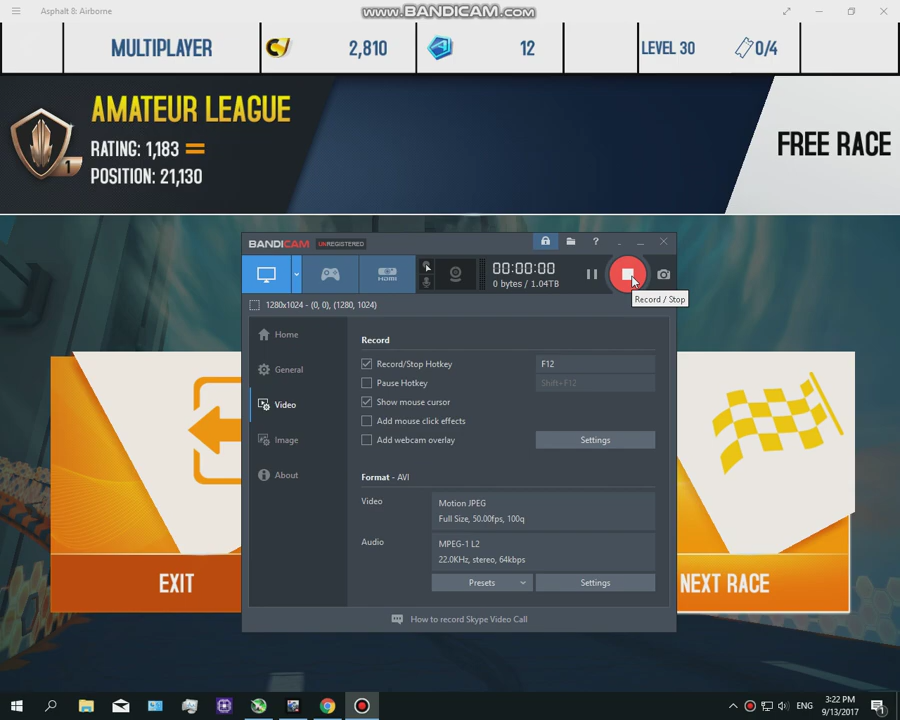 Asphalt 8: Airborne
www.BANDICAM.com
MULTIPLAYER
2,810
12
LEVEL 30
0/4
AMATEUR LEAGUE
RATING: 1,183
POSITION: 21,130
1
FREE RACE
BANDICAM UNREGISTERED
?
HDMI
00:00:00
0 bytes / 1.04TB
Record / Stop
1280x1024 - (0, 0), (1280, 1024)
Home
General
Video
Image
About
Record
Record/Stop Hotkey
F12
Pause Hotkey
Shift+F12
Show mouse cursor
Add mouse click effects
Add webcam overlay
Settings
Format - AVI
Video
Motion JPEG
Full Size, 50.00fps, 100q
Audio
MPEG-1 L2
22.0KHz, stereo, 64kbps
Presets
Settings
How to record Skype Video Call
EXIT
NEXT RACE
ENG
3:22 PM
9/13/2017
1